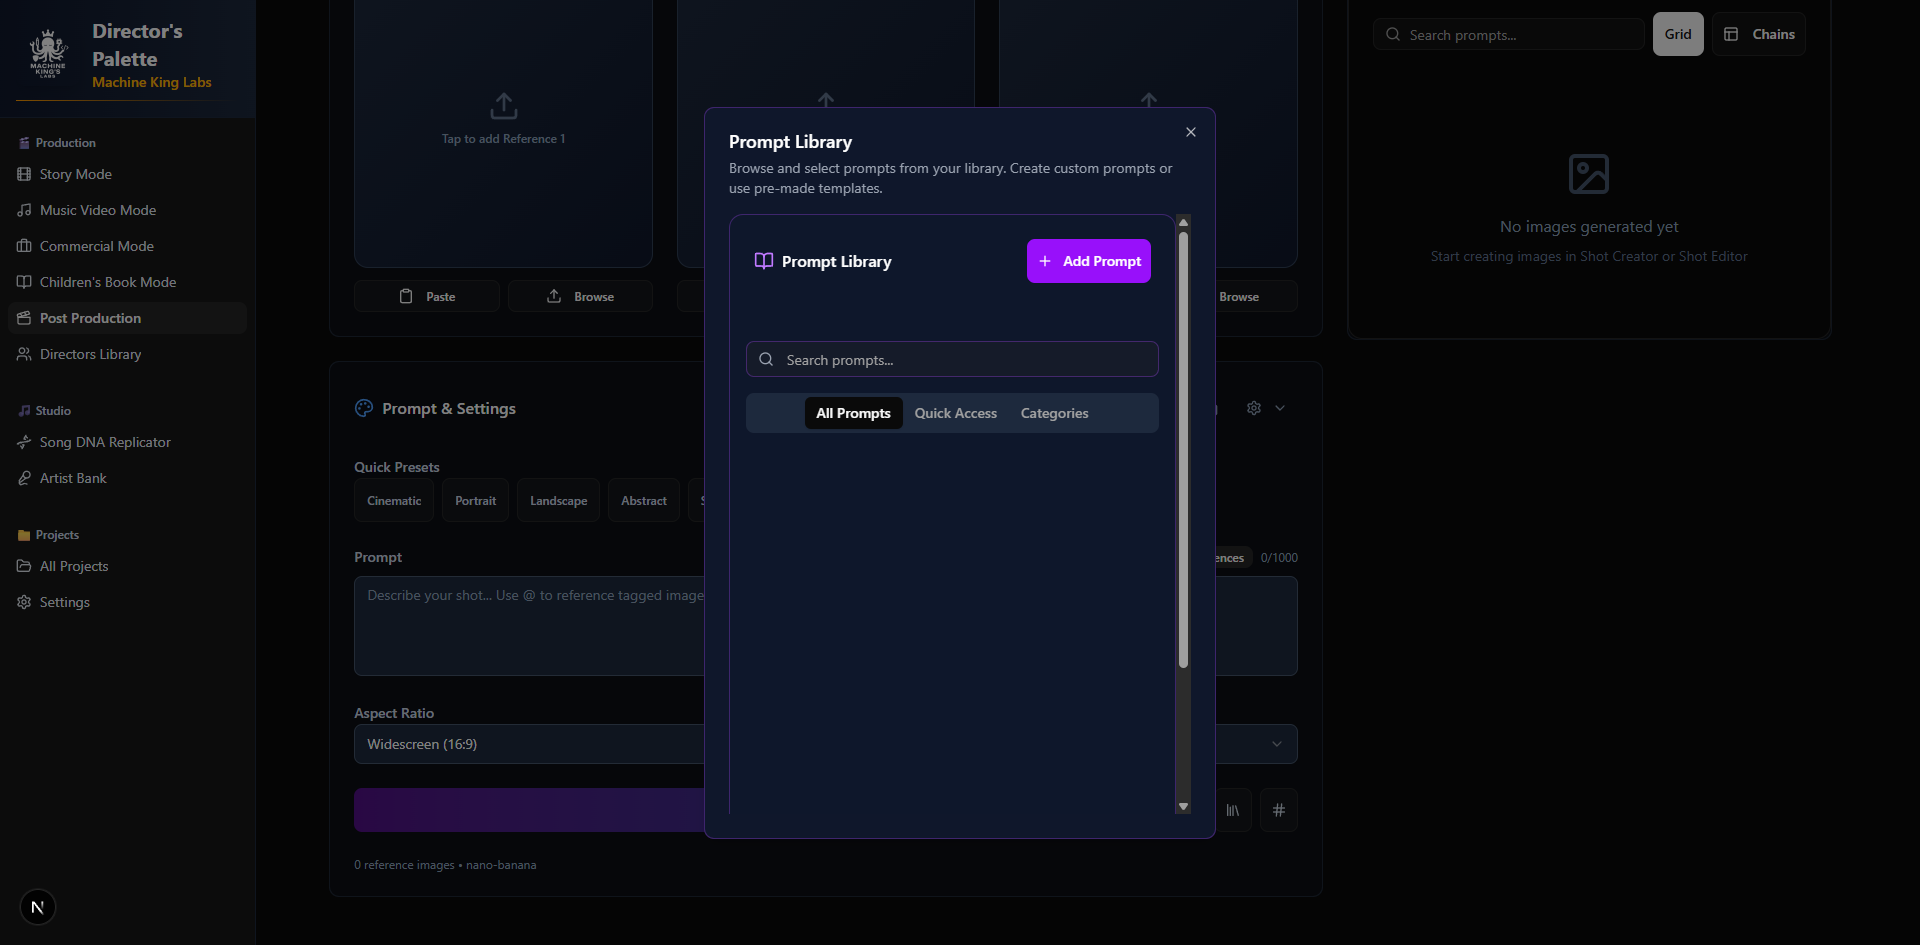 Director's
Palette
Machine King Labs
MACHINE
KING'S
LABS
Production
Story Mode
Music Video Mode
Commercial Mode
Children's Book Mode
Post Production
Directors Library
Studio
Song DNA Replicator
Artist Bank
Projects
All Projects
Settings
N
Tap to add Reference 1
Paste
Browse
Browse
Prompt & Settings
Quick Presets
Cinematic
Portrait
Landscape
Abstract
Prompt
0/1000
Describe your shot... Use @ to reference tagged image
Aspect Ratio
Widescreen (16:9)
0 reference images • nano-banana
Prompt Library
Browse and select prompts from your library. Create custom prompts or
use pre-made templates.
Prompt Library
Add Prompt
Search prompts...
All Prompts
Quick Access
Categories
Search prompts...
Grid
Chains
No images generated yet
Start creating images in Shot Creator or Shot Editor